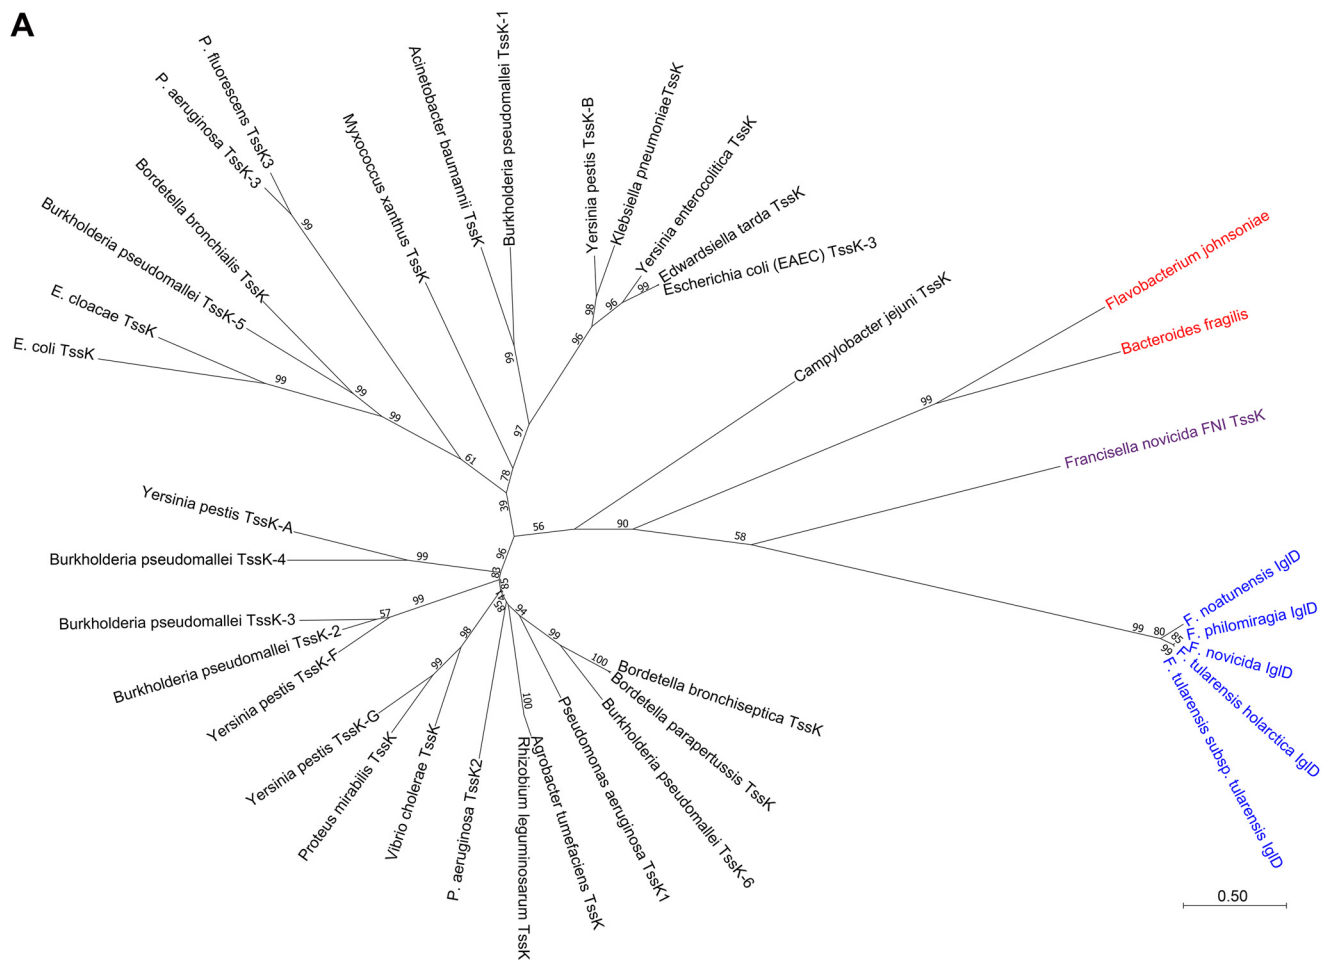 A
P. fluorescens TssK3
P. aeruginosa TssK-3
Bordetella bronchialis TssK
Burkholderia pseudomallei TssK-5
E. cloacae TssK
E. coli TssK
Myxococcus xanthus TssK
Acinetobacter baumannii TssK
Burkholderia pseudomallei TssK-1
Yersinia pestis TssK-B
Klebsiella pneumoniaeTssK
Yersinia enterocolitica TssK
Edwardsiella tarda TssK
Escherichia coli (EAEC) TssK-3
Campylobacter jejuni TssK
Flavobacterium johnsoniae
Bacteroides fragilis
Francisella novicida FNI TssK
F. noatunensis IglD
F. philomiragia IglD
F. novicida IglD
F. tularensis holarctica IglD
F. tularensis subsp. tularensis IglD
Yersinia pestis TssK-A
Burkholderia pseudomallei TssK-4
Burkholderia pseudomallei TssK-3
Burkholderia pseudomallei TssK-2
Yersinia pestis TssK-F
Yersinia pestis TssK-G
Proteus mirabilis TssK
Vibrio cholerae TssK
P. aeruginosa TssK2
Rhizobium leguminosarum TssK
Agrobacter tumefaciens TssK
Pseudomonas aeruginosa TssK1
Burkholderia pseudomallei TssK-6
Bordetella parapertussis TssK
Bordetella bronchiseptica TssK
99
99
99
99
61
66
97
78
39
98
96
99
96
56
90
99
58
99
80
85
99
96
83
85
99
99
57
98
99
85
94
99
100
100
0.50